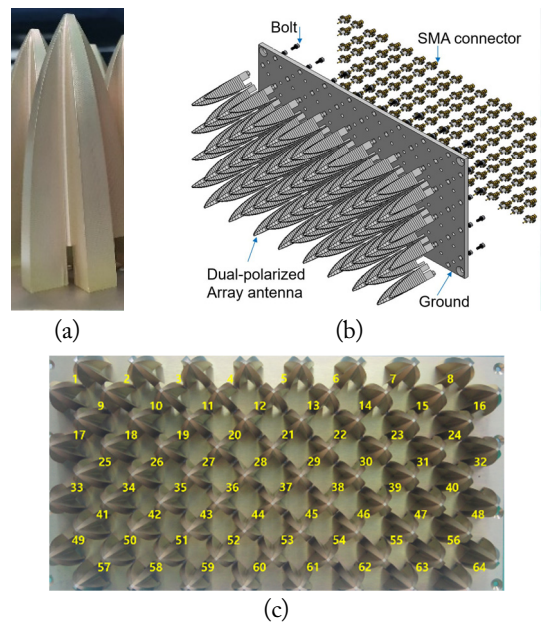 Bolt
SMA connector
Dual-polarized
Array antenna
Ground
(a)
(b)
1 2 3 4 5 6 7 8
9 10 11 12 13 14 15 16
17 18 19 20 21 22 23 24
25 26 27 28 29 30 31 32
33 34 35 36 37 38 39 40
41 42 43 44 45 46 47 48
49 50 51 52 53 54 55 56
57 58 59 60 61 62 63 64
(c)